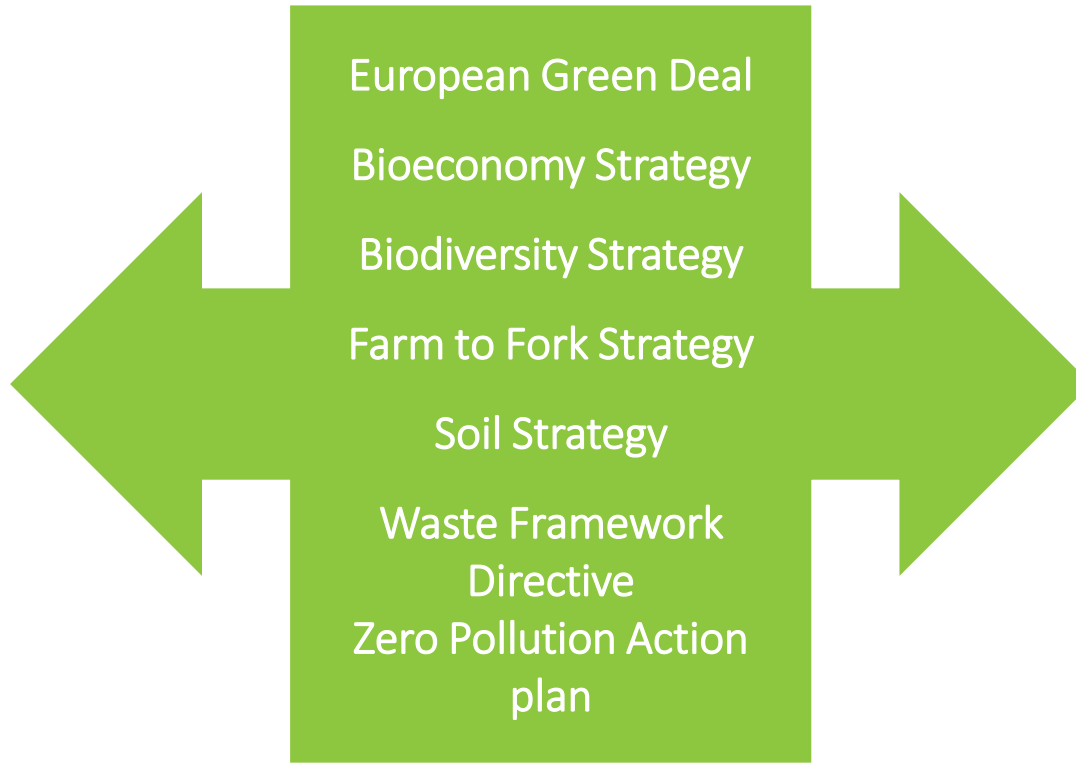 European Green Deal
Bioeconomy Strategy
Biodiversity Strategy
Farm to Fork Strategy
Soil Strategy
Waste Framework
Directive
Zero Pollution Action
plan